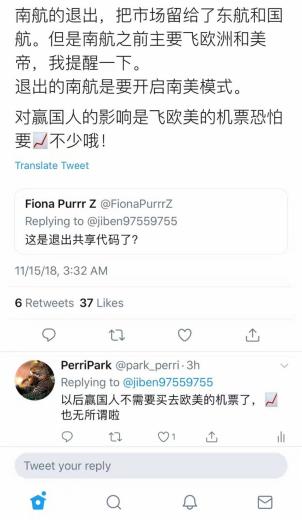 南航的退出，把市场留给了东航和国
航。但是南航之前主要飞欧洲和美
帝，我提醒一下。
退出的南航是要开启南美模式。
对赢国人的影响是飞欧美的机票恐怕
要📈不少哦！
Translate Tweet
Fiona Purrr Z @FionaPurrrZ
Replying to @jiben97559755
这是退出共享代码了？
11/15/18, 3:32 AM
6 Retweets 37 Likes
PerriPark @park_perri · 3h
Replying to @jiben97559755
以后赢国人不需要买去欧美的机票了，📈
也无所谓啦
1
Tweet your reply